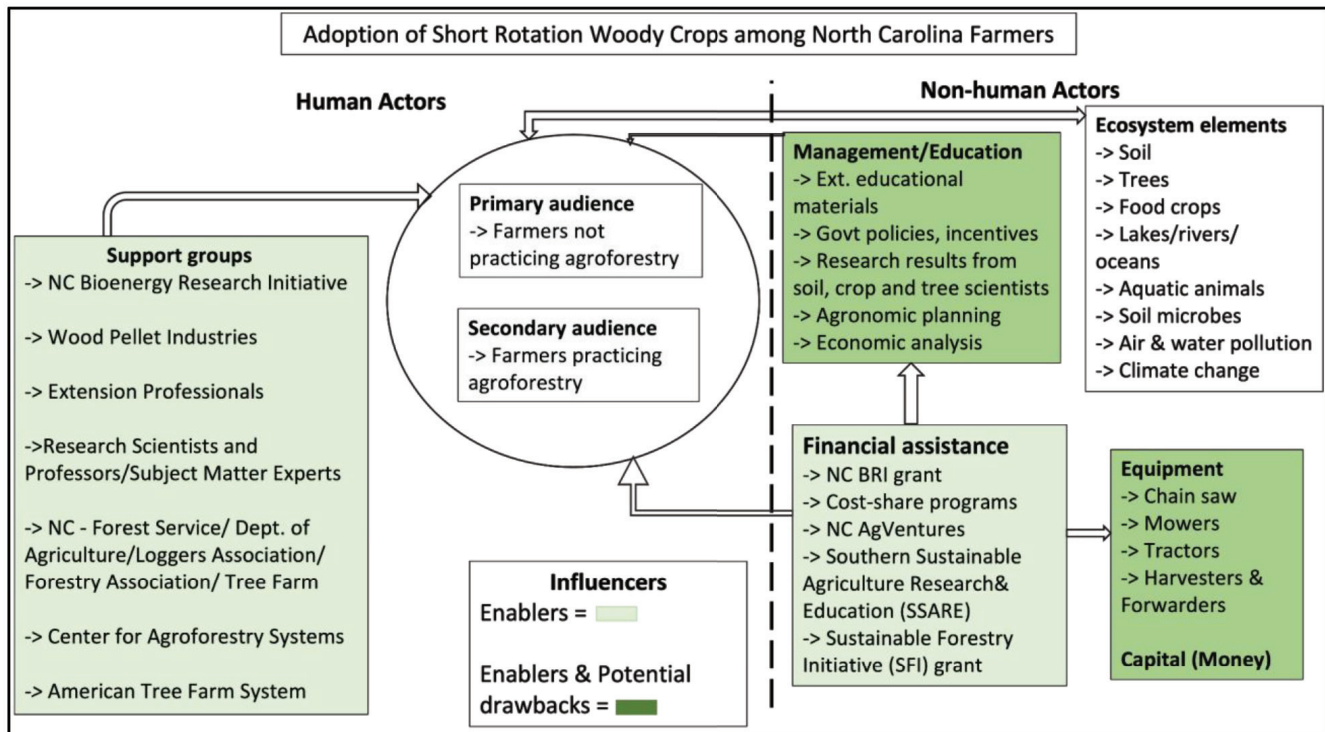 Adoption of Short Rotation Woody Crops among North Carolina Farmers
Human Actors
Non-human Actors
Support groups
-> NC Bioenergy Research Initiative
-> Wood Pellet Industries
-> Extension Professionals
->Research Scientists and
Professors/Subject Matter Experts
-> NC - Forest Service/ Dept. of
Agriculture/Loggers Association/
Forestry Association/ Tree Farm
-> Center for Agroforestry Systems
-> American Tree Farm System
Primary audience
-> Farmers not
practicing agroforestry
Secondary audience
-> Farmers practicing
agroforestry
Influencers
Enablers =
Enablers & Potential
drawbacks =
Management/Education
-> Ext. educational
materials
-> Govt policies, incentives
-> Research results from
soil, crop and tree scientists
-> Agronomic planning
-> Economic analysis
Ecosystem elements
-> Soil
-> Trees
-> Food crops
-> Lakes/rivers/
oceans
-> Aquatic animals
-> Soil microbes
-> Air & water pollution
-> Climate change
Financial assistance
-> NC BRI grant
-> Cost-share programs
-> NC AgVentures
-> Southern Sustainable
Agriculture Research&
Education (SSARE)
-> Sustainable Forestry
Initiative (SFI) grant
Equipment
-> Chain saw
-> Mowers
-> Tractors
-> Harvesters &
Forwarders
Capital (Money)